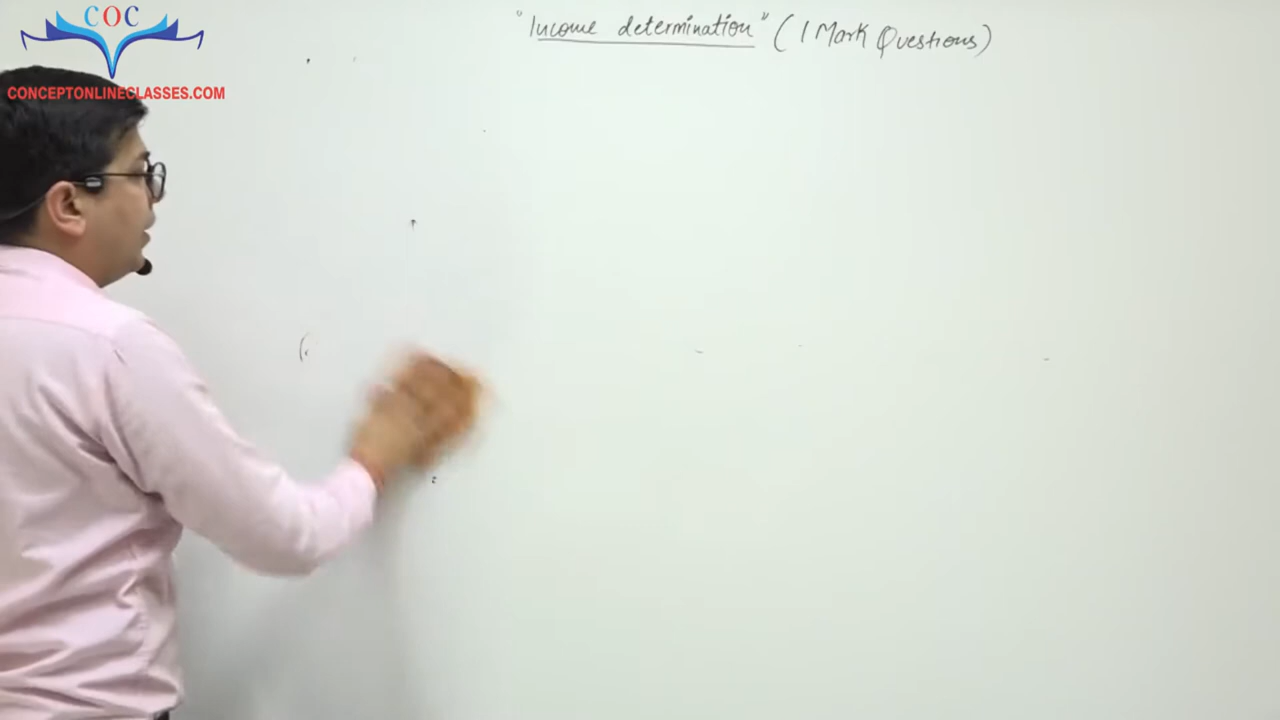 COC
CONCEPTONLINECLASSES.COM
"Income determination" (1 Mark Questions)